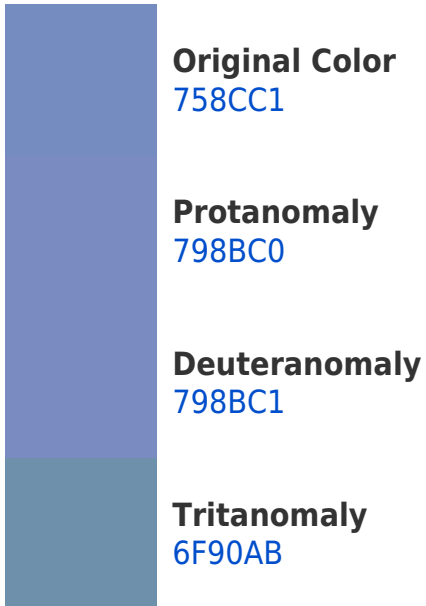 Original Color
758CC1
Protanomaly
798BC0
Deuteranomaly
798BC1
Tritanomaly
6F90AB